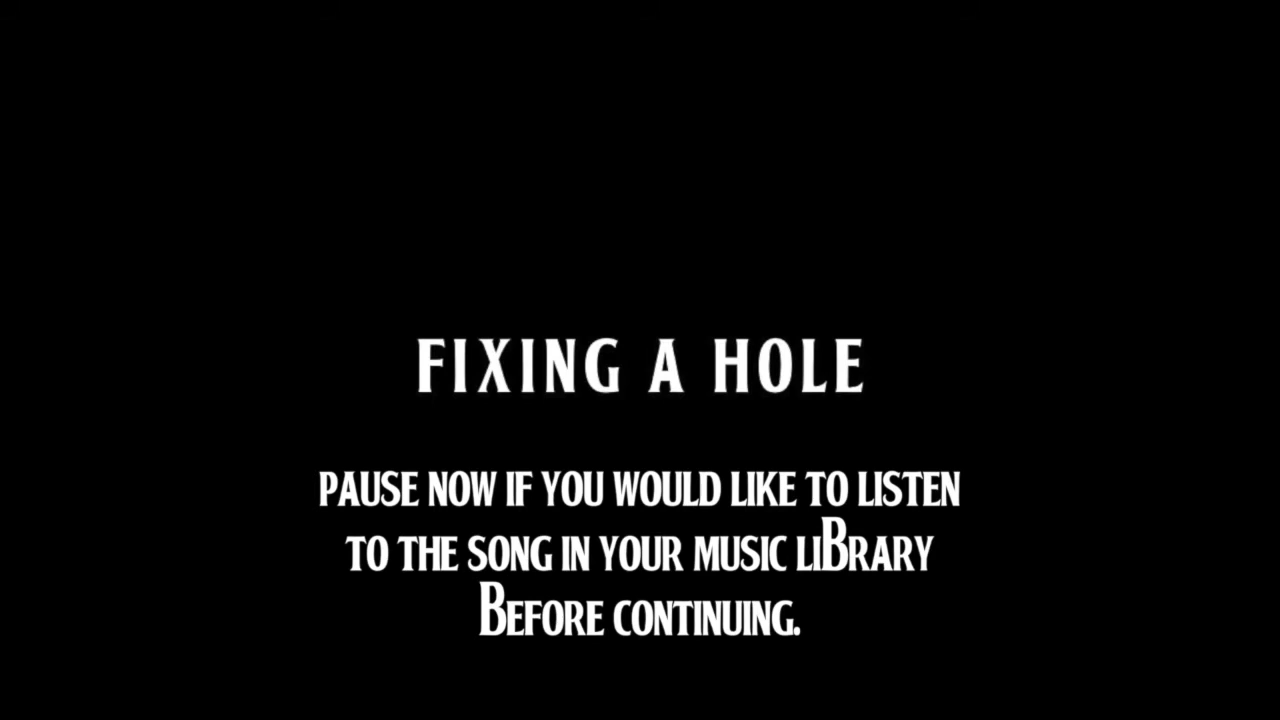 FIXING A HOLE
PAUSE NOW IF YOU WOULD LIKE TO LISTEN
TO THE SONG IN YOUR MUSIC LIBRARY
BEFORE CONTINUING.